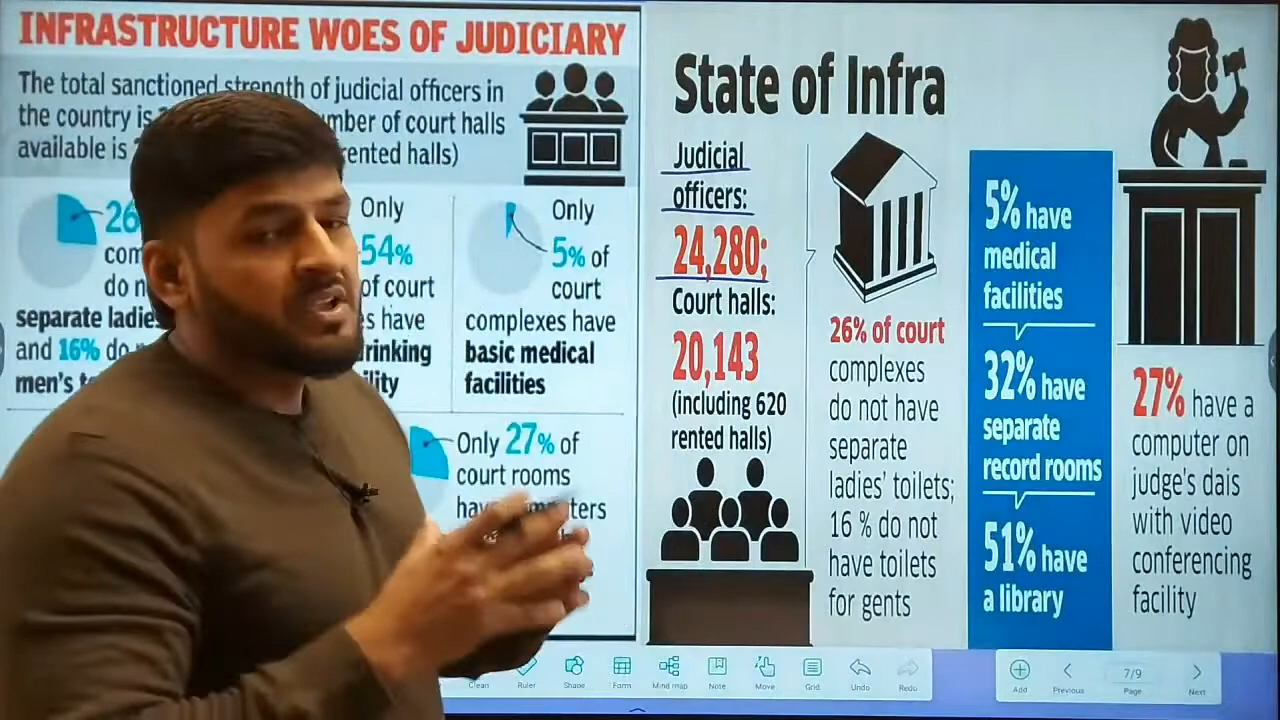 INFRASTRUCTURE WOES OF JUDICIARY
The total sanctioned strength of judicial officers in
the country is number of court halls
available is rented halls)
26
do
separate ladies
and 16% do
men's
Only
54%
of court
have
Only
5% of
court
complexes have
basic medical
facilities
Only 27% of
court rooms
have computers
State of Infra
Judicial
officers:
24,280;
Court halls:
20,143
(including 620
rented halls)
26% of court
complexes
do not have
separate
ladies' toilets;
16 % do not
have toilets
for gents
5% have
medical
facilities
32% have
separate
record rooms
51% have
a library
27% have a
computer on
judge's dais
with video
conferencing
facility
Clean Ruler Shape Form Mind map Note Move Grid Undo Redo
Add Previous 7/9 Page Next